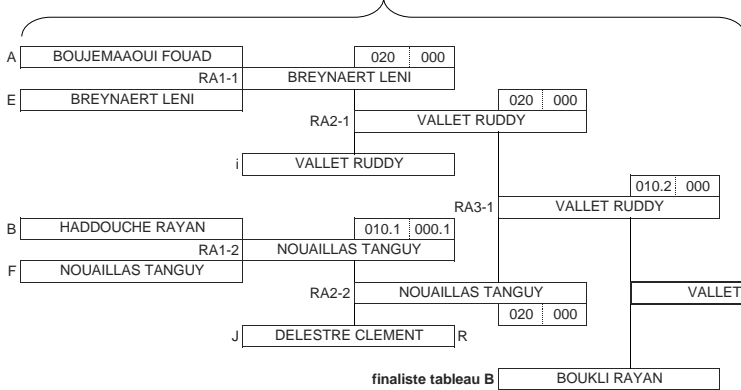 A BOUJEMAAOUI FOUAD 020 000
RA1-1 BREYNAERT LENI
E BREYNAERT LENI 020 000
RA2-1 VALLET RUDDY
i VALLET RUDDY
010.2 000
RA3-1 VALLET RUDDY
B HADDOUCHE RAYAN 010.1 000.1
RA1-2 NOUAILLAS TANGUY
F NOUAILLAS TANGUY
RA2-2 NOUAILLAS TANGUY VALLET
020 000
J DELESTRE CLEMENT R
finaliste tableau B BOUKLI RAYAN